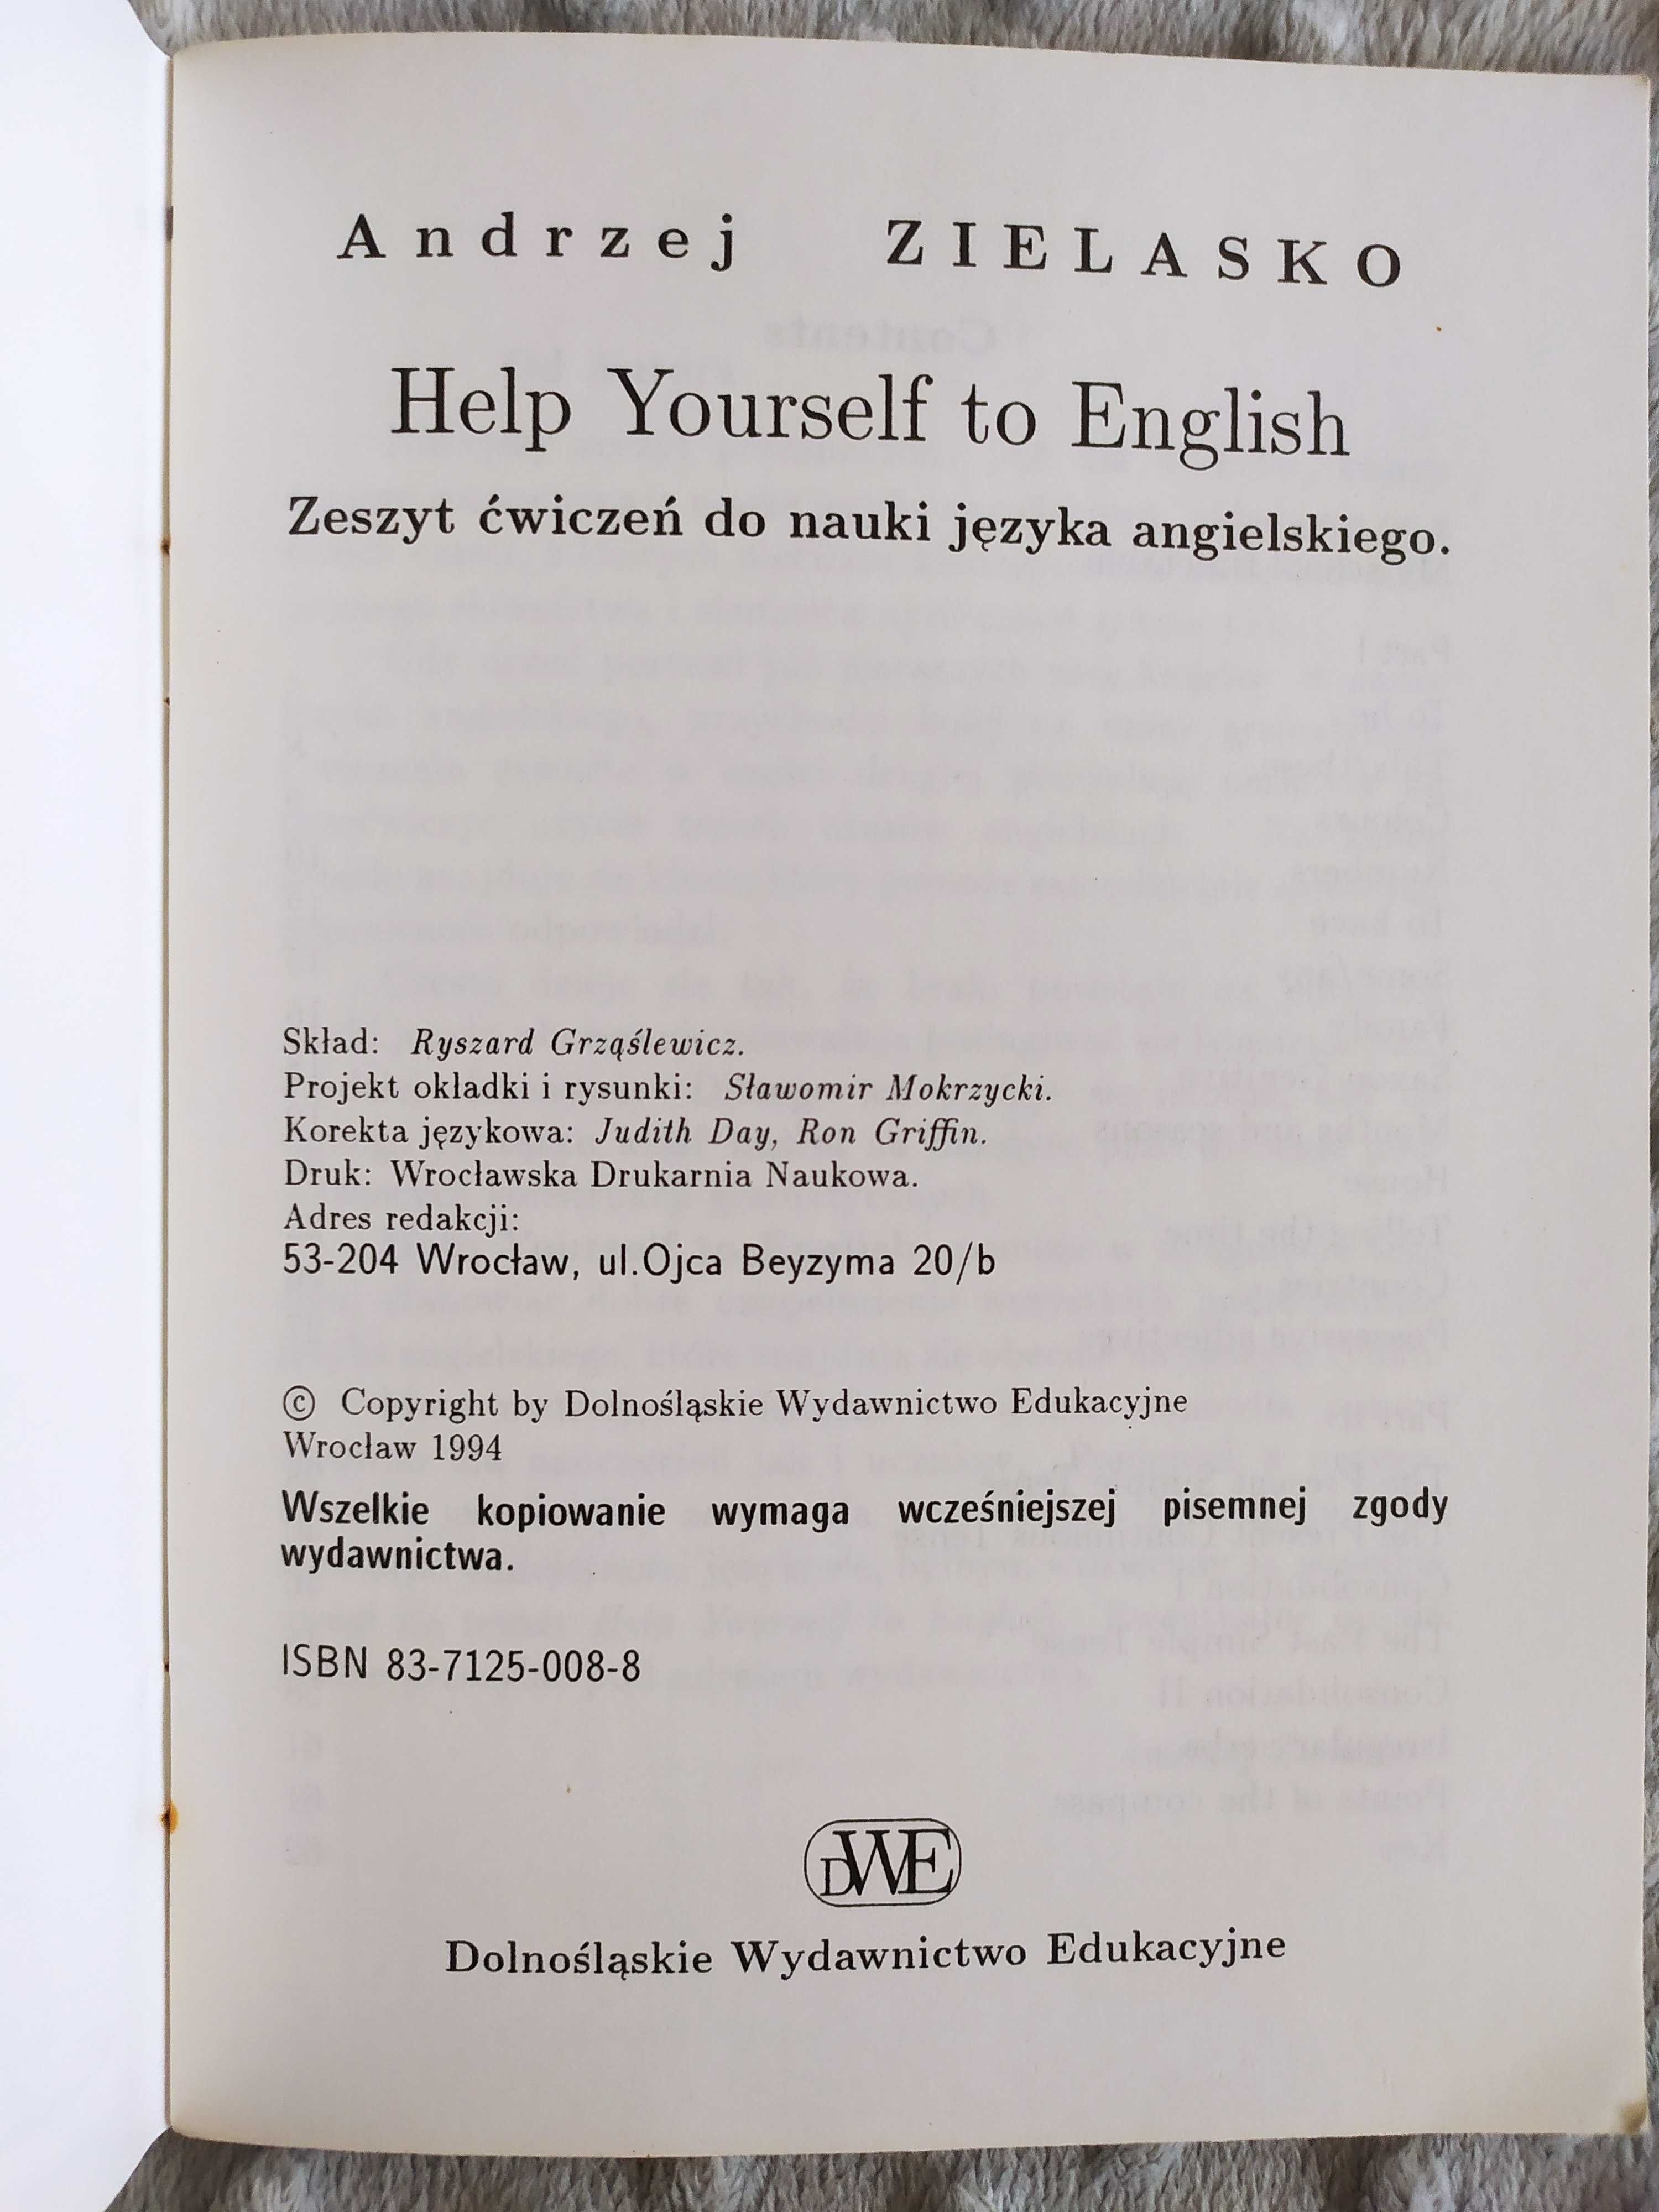 Andrzej ZIELASKO
Help Yourself to English
Zeszyt ćwiczeń do nauki języka angielskiego.
Skład: Ryszard Grząślewicz.
Projekt okladki i rysunki: Sławomir Mokrzycki.
Korekta językowa: Judith Day, Ron Griffin.
Druk: Wrocławska Drukarnia Naukowa.
Adres redakcji:
53-204 Wrocław, ul.Ojca Beyzyma 20/b
© Copyright by Dolnośląskie Wydawnictwo Edukacyjne
Wrocław 1994
Wszelkie kopiowanie wymaga wcześniejszej pisemnej zgody
wydawnictwa.
ISBN 83-7125-008-8
DWE
Dolnośląskie Wydawnictwo Edukacyjne